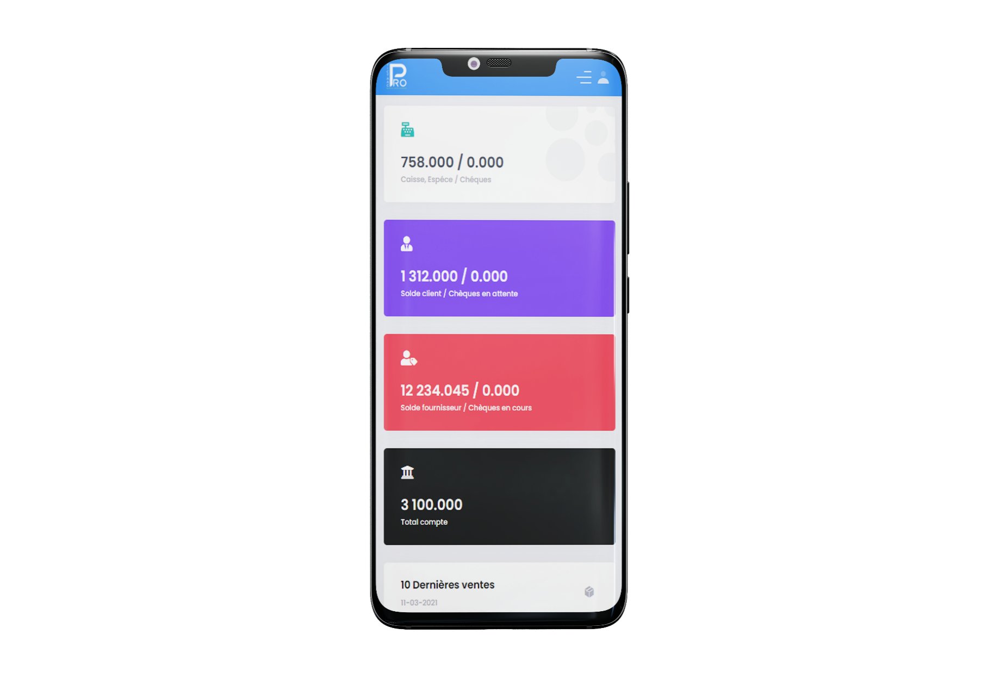 PRO
758.000 / 0.000
Caisse, Espéce / Chéques
1 312.000 / 0.000
Solde client / Chèques en attente
12 234.045 / 0.000
Solde fournisseur / Chèques en cours
3 100.000
Total compte
10 Dernières ventes
11-03-2021